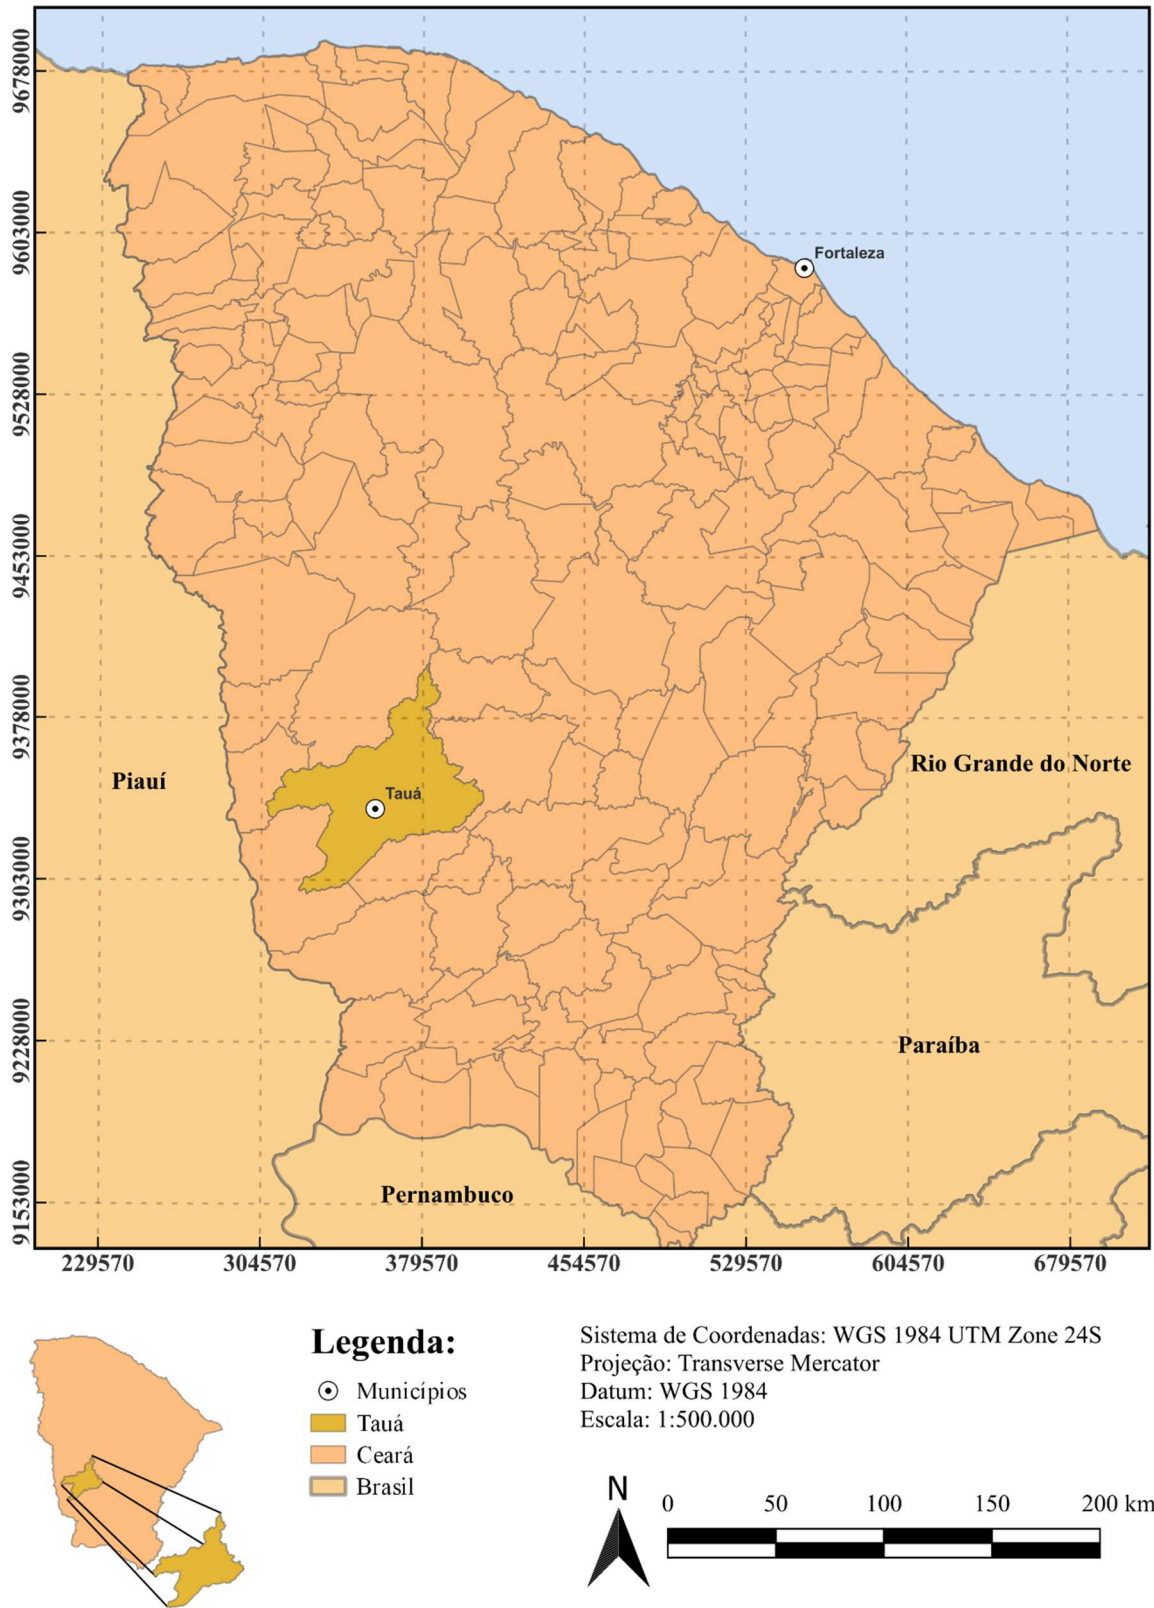 9678000
9603000
Fortaleza
9528000
9453000
9378000
Rio Grande do Norte
Piauí
Tauá
9303000
9228000
Paraíba
Pernambuco
9153000
229570 304570 379570 454570 529570 604570 679570
Legenda:
Municípios
Tauá
Ceará
Brasil
Sistema de Coordenadas: WGS 1984 UTM Zone 24S
Projeção: Transverse Mercator
Datum: WGS 1984
Escala: 1:500.000
N
0 50 100 150 200 km